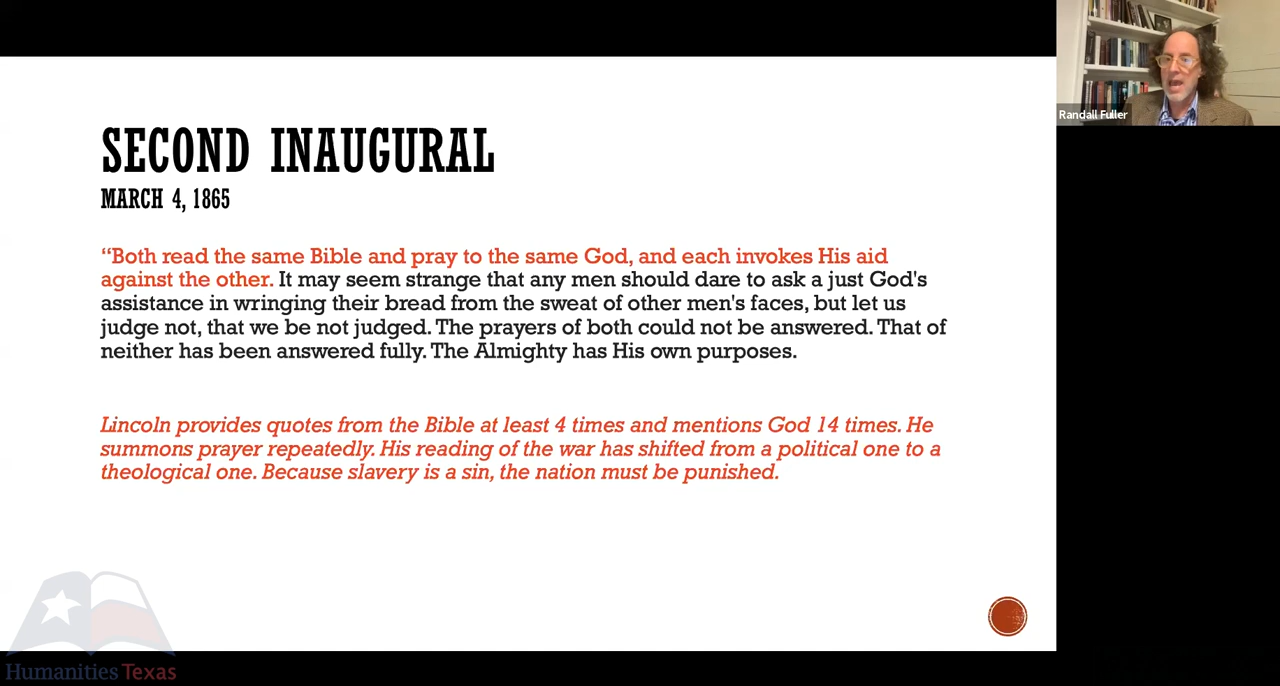 SECOND INAUGURAL
MARCH 4, 1865
“Both read the same Bible and pray to the same God, and each invokes His aid
against the other. It may seem strange that any men should dare to ask a just God's
assistance in wringing their bread from the sweat of other men's faces, but let us
judge not, that we be not judged. The prayers of both could not be answered. That of
neither has been answered fully. The Almighty has His own purposes.
Lincoln provides quotes from the Bible at least 4 times and mentions God 14 times. He
summons prayer repeatedly. His reading of the war has shifted from a political one to a
theological one. Because slavery is a sin, the nation must be punished.
Randall Fuller
Humanities Texas